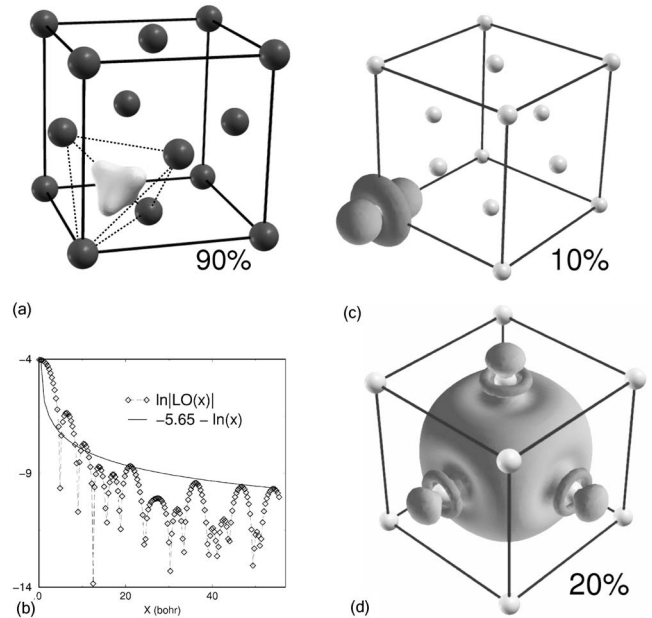 90%
(a)
10%
(c)
-4
ln|LO(x)|
-5.65 - ln(x)
-9
-14
.0
20
40
X (bohr)
(b)
20%
(d)